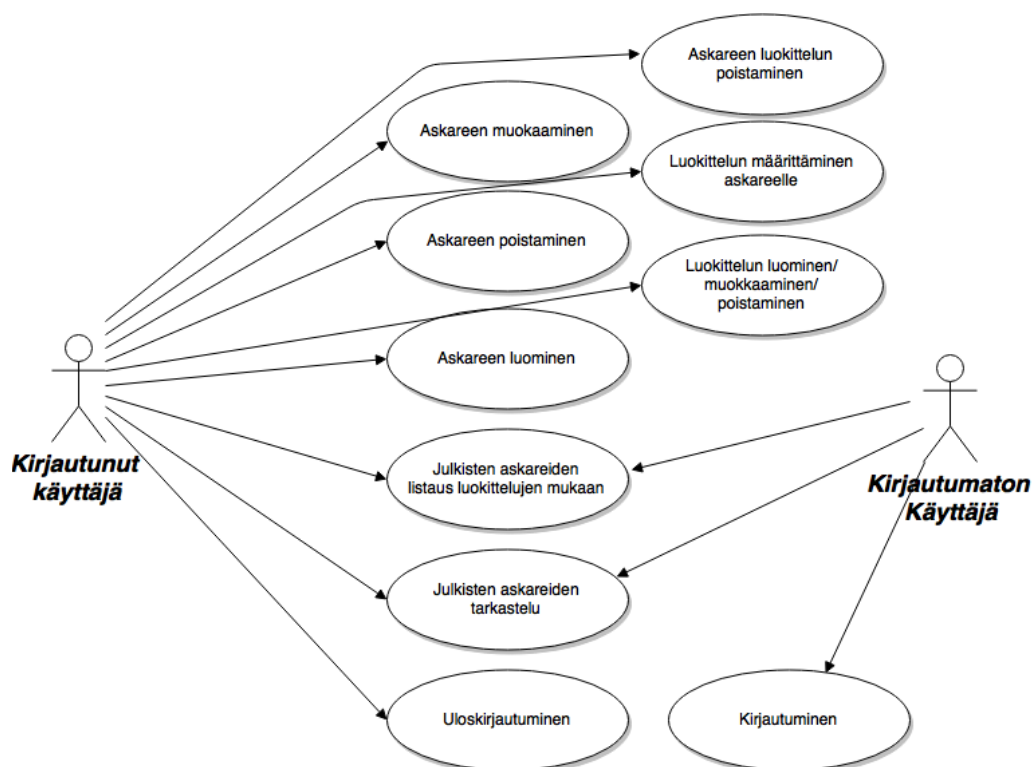 Askareen luokittelun
poistaminen
Askareen muokaaminen
Luokittelun määrittäminen
askareelle
Askareen poistaminen
Luokittelun luominen/
muokkaaminen/
poistaminen
Askareen luominen
Kirjautunut
käyttäjä
Julkisten askareiden
listaus luokittelujen mukaan
Kirjautumaton
Käyttäjä
Julkisten askareiden
tarkastelu
Uloskirjautuminen
Kirjautuminen